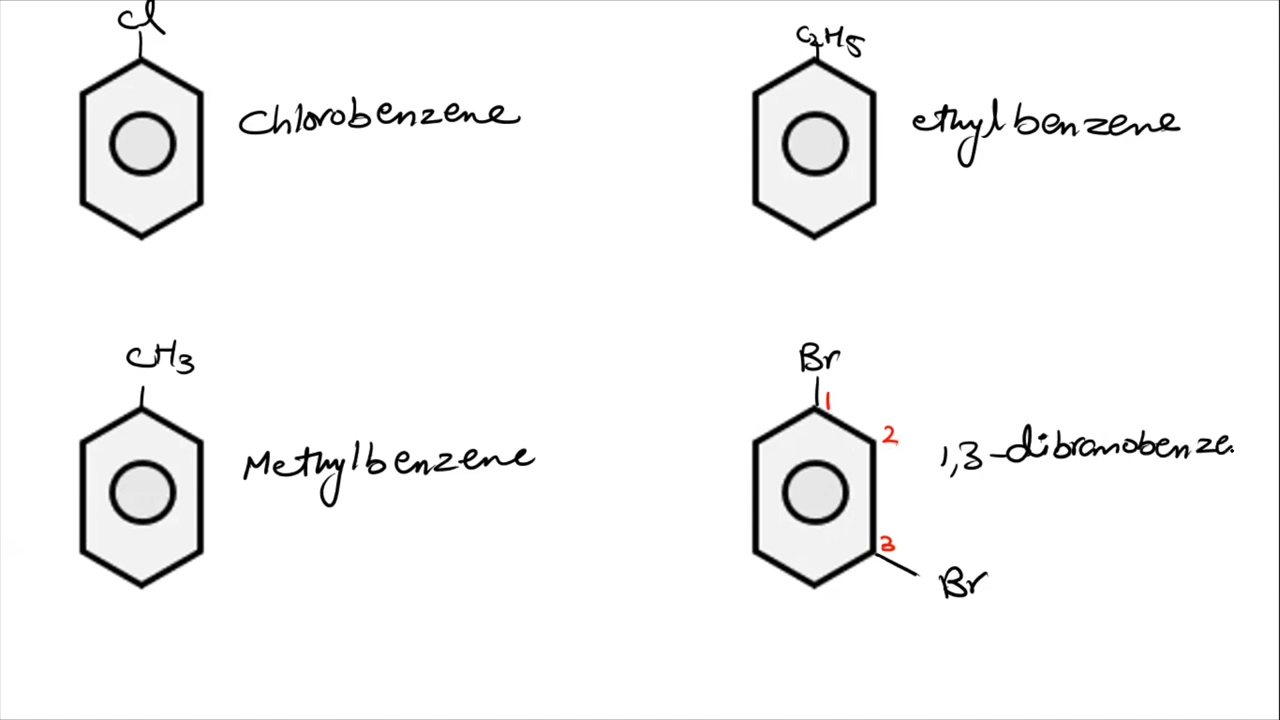 Cl
Chlorobenzene
C2H5
ethylbenzene
CH3
Methylbenzene
Br
1
2
3
Br
1,3-dibromobenze.